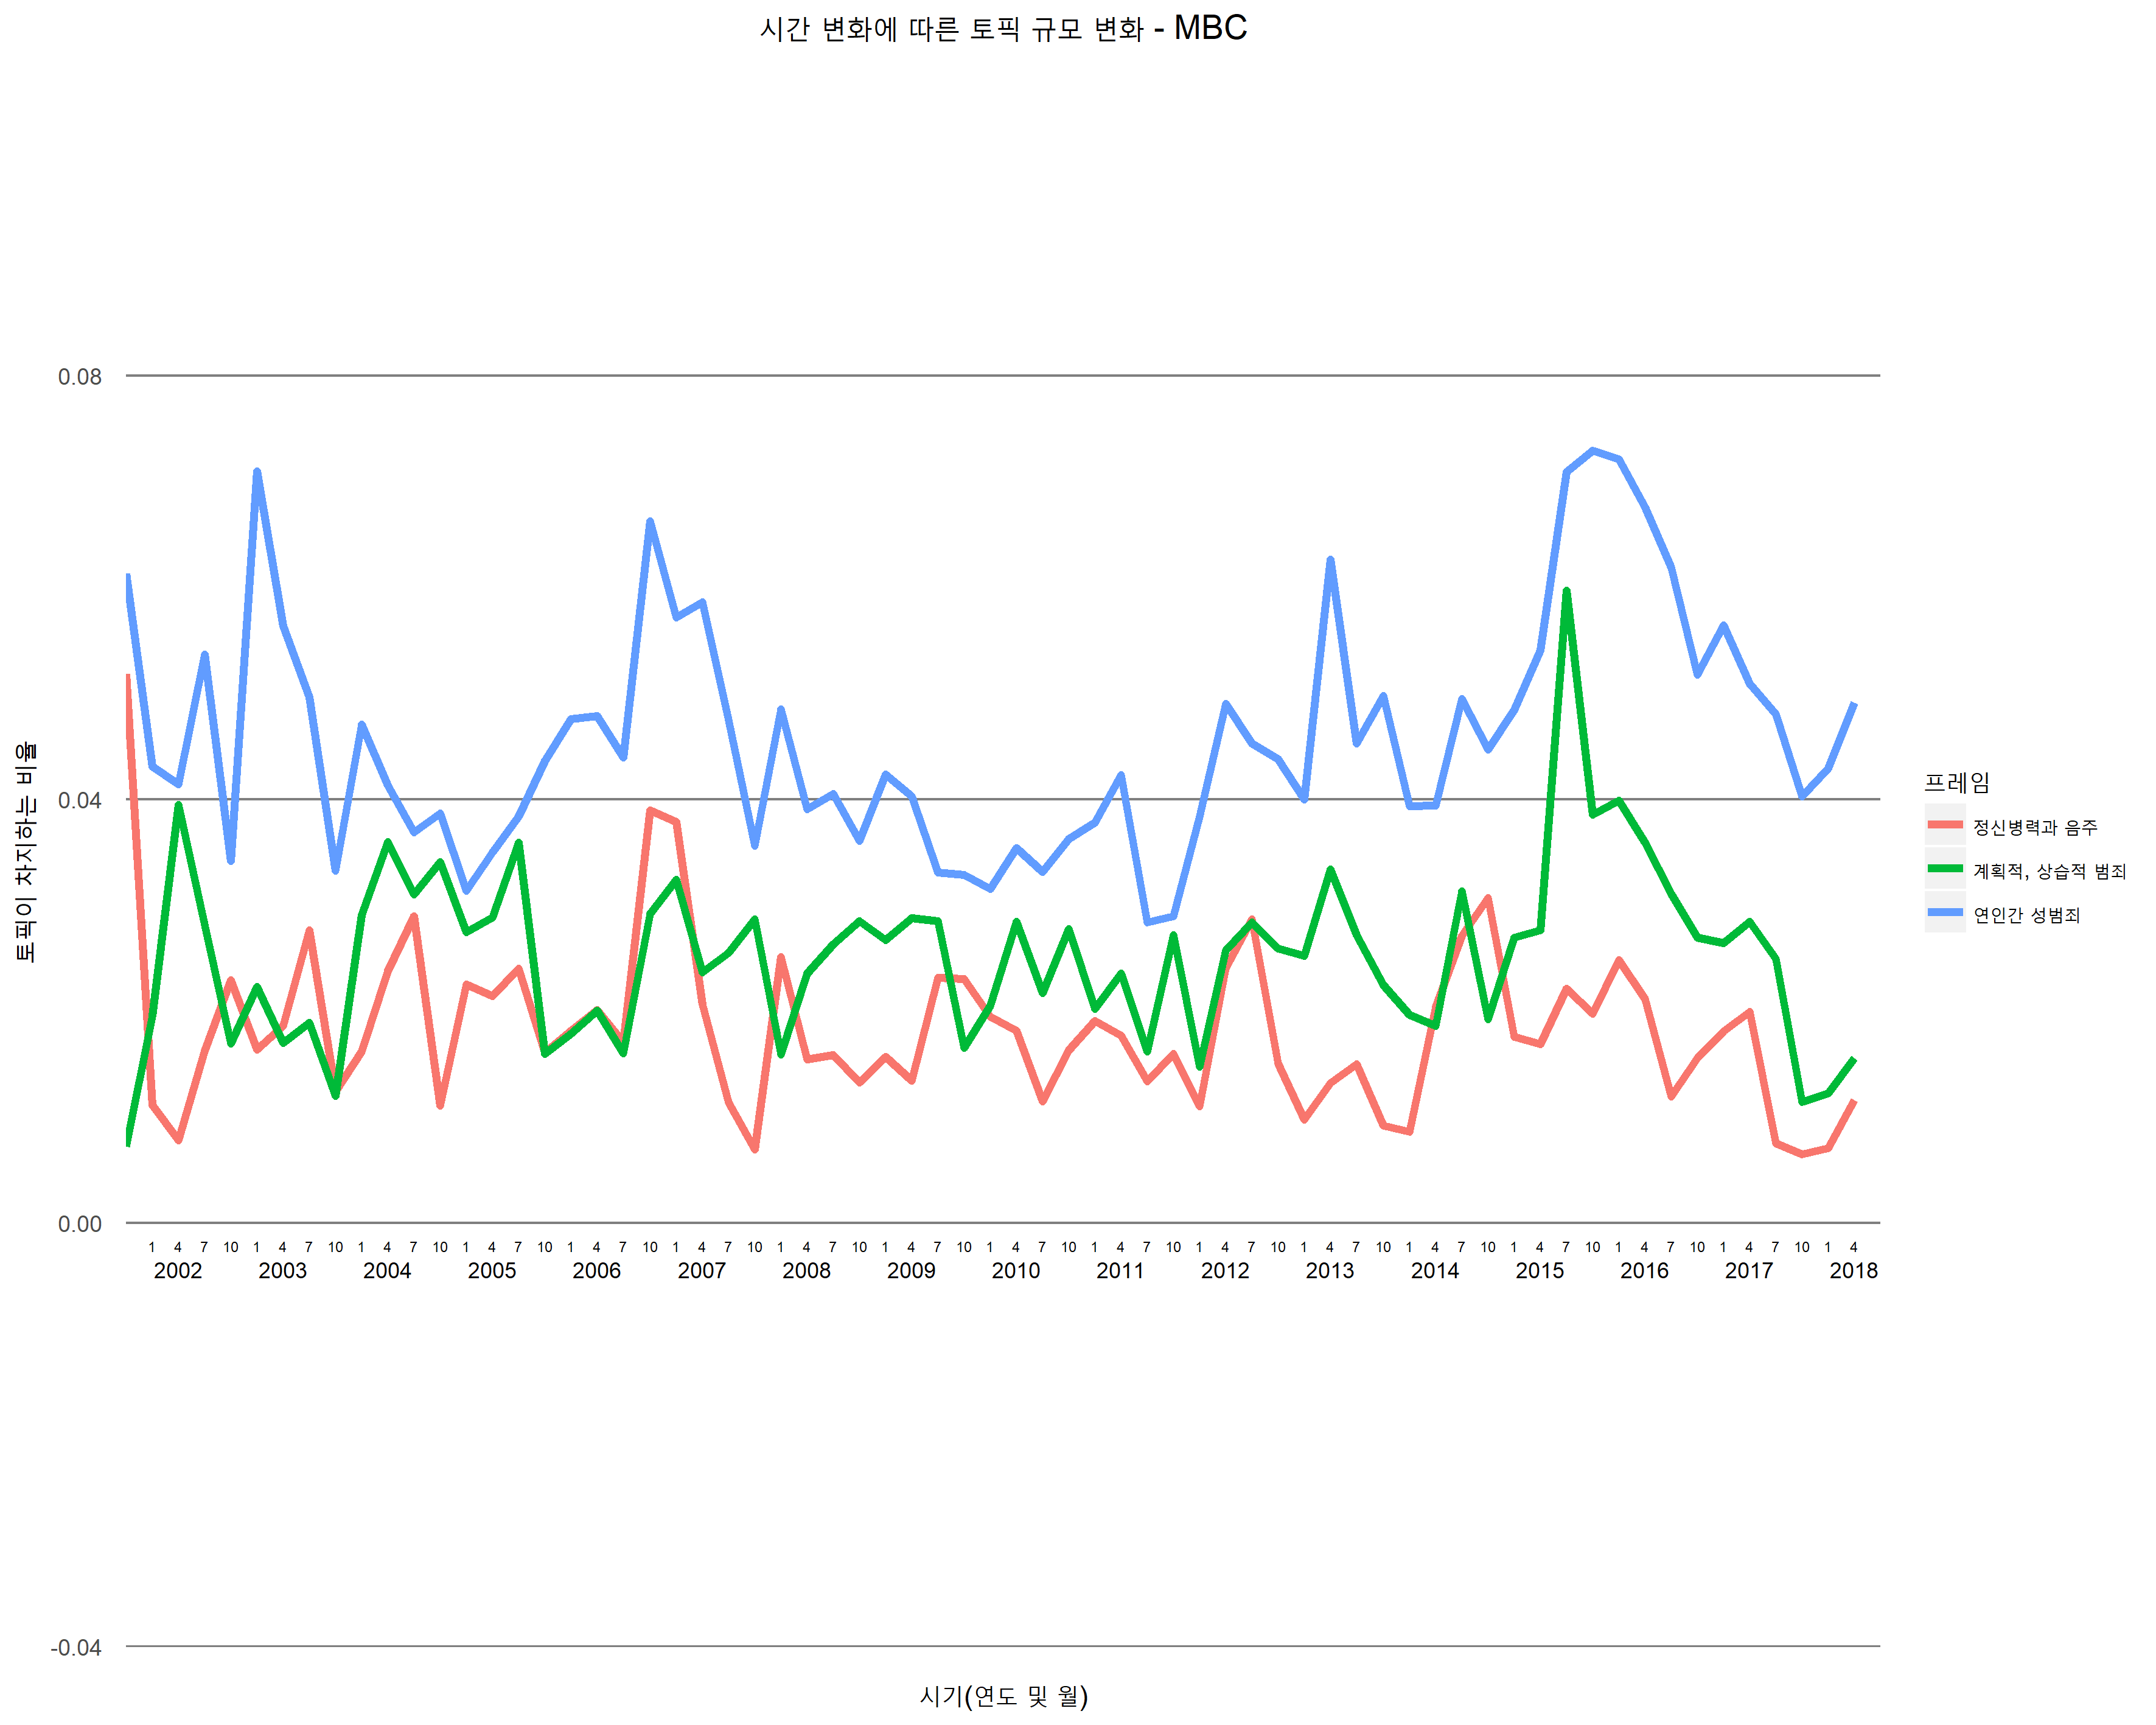 시간 변화에 따른 토픽 규모 변화 - MBC
토픽이 차지하는 비율
0.08
0.04
0.00
-0.04
1 4 7 10 1 4 7 10 1 4 7 10 1 4 7 10 1 4 7 10 1 4 7 10 1 4 7 10 1 4 7 10 1 4 7 10 1 4 7 10 1 4 7 10 1 4 7 10 1 4 7 10 1 4 7 10 1 4 7 10 1 4 7 10 1 4
2002 2003 2004 2005 2006 2007 2008 2009 2010 2011 2012 2013 2014 2015 2016 2017 2018
시기(연도 및 월)
프레임
정신병력과 음주
계획적, 상습적 범죄
연인간 성범죄